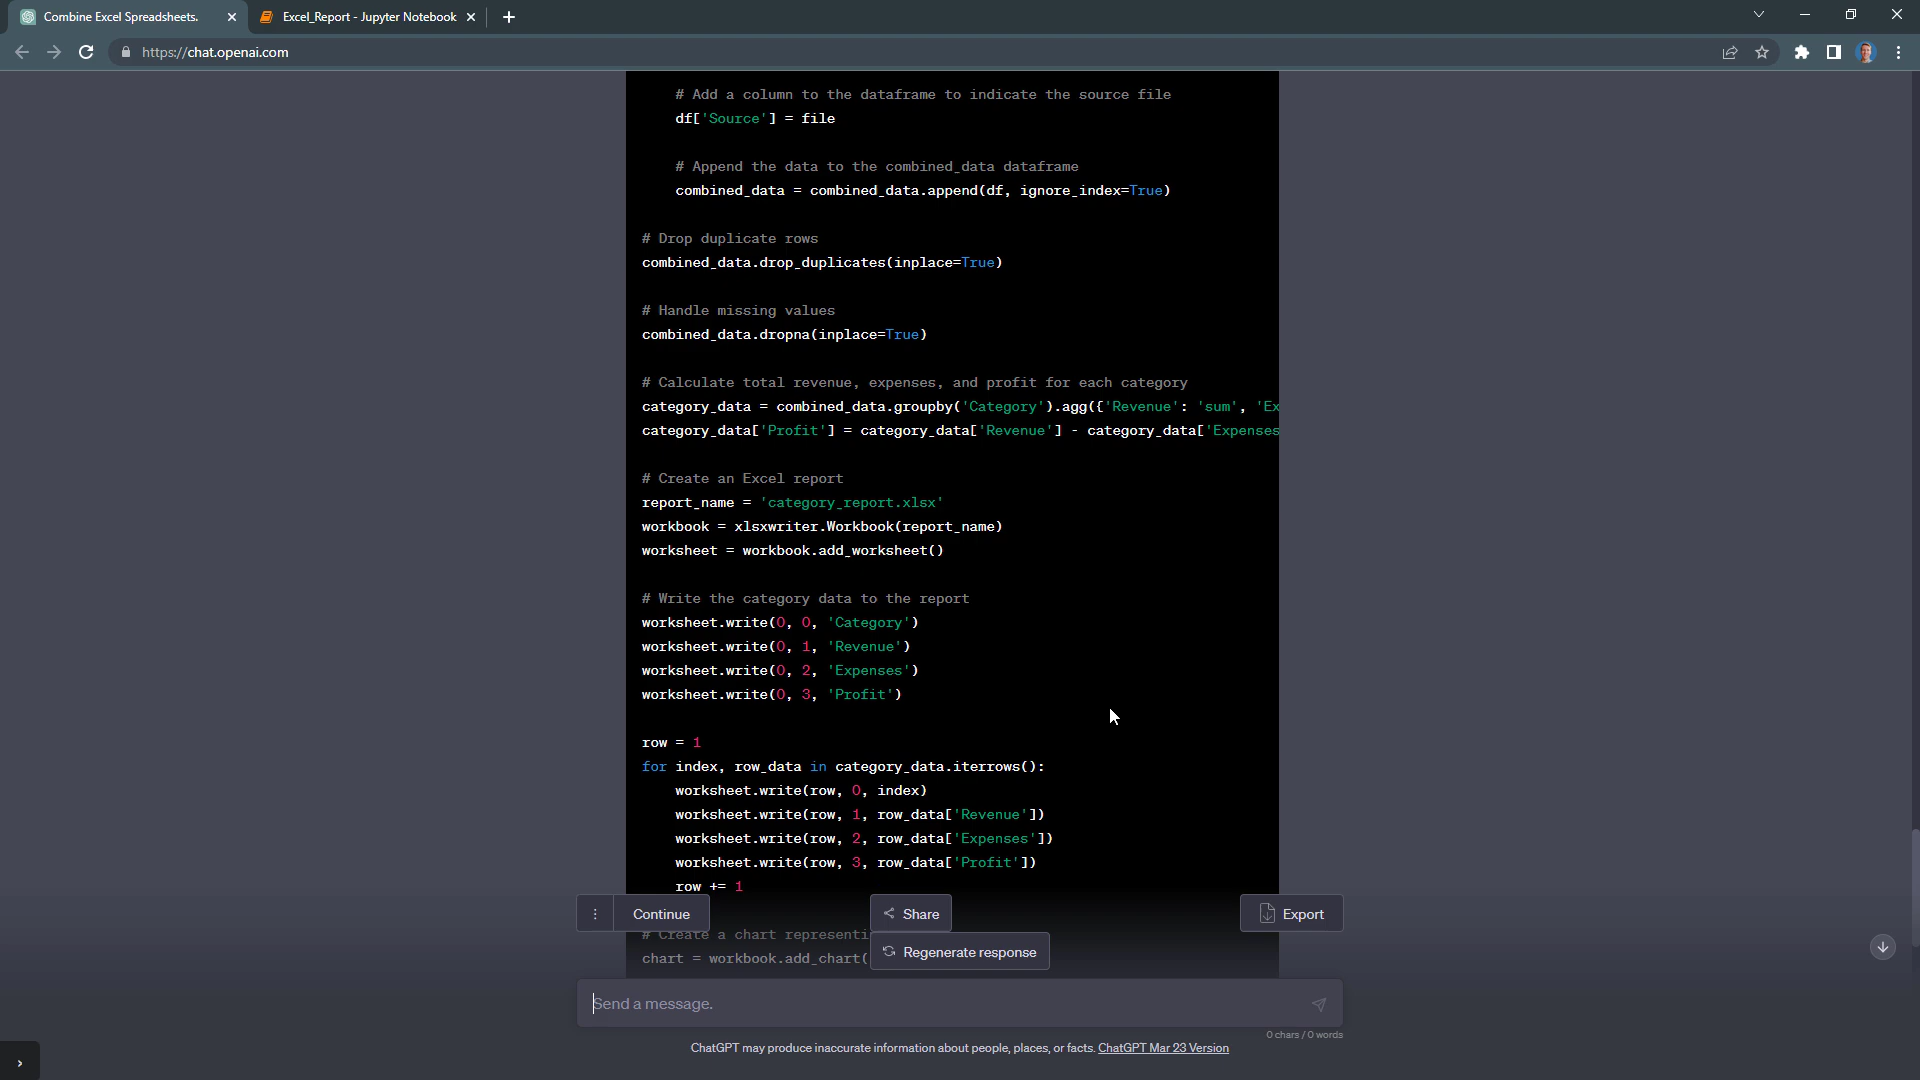 Combine Excel Spreadsheets.
Excel_Report - Jupyter Notebook
https://chat.openai.com
# Add a column to the dataframe to indicate the source file
df['Source'] = file
# Append the data to the combined_data dataframe
combined_data = combined_data.append(df, ignore_index=True)
# Drop duplicate rows
combined_data.drop_duplicates(inplace=True)
# Handle missing values
combined_data.dropna(inplace=True)
# Calculate total revenue, expenses, and profit for each category
category_data = combined_data.groupby('Category').agg({'Revenue': 'sum', 'Ex
category_data['Profit'] = category_data['Revenue'] - category_data['Expenses
# Create an Excel report
report_name = 'category_report.xlsx'
workbook = xlsxwriter.Workbook(report_name)
worksheet = workbook.add_worksheet()
# Write the category data to the report
worksheet.write(0, 0, 'Category')
worksheet.write(0, 1, 'Revenue')
worksheet.write(0, 2, 'Expenses')
worksheet.write(0, 3, 'Profit')
row = 1
for index, row_data in category_data.iterrows():
worksheet.write(row, 0, index)
worksheet.write(row, 1, row_data['Revenue'])
worksheet.write(row, 2, row_data['Expenses'])
worksheet.write(row, 3, row_data['Profit'])
row += 1
Continue
Share
Export
# Create a chart representi
Regenerate response
chart = workbook.add_chart(
Send a message.
0 chars / 0 words
ChatGPT may produce inaccurate information about people, places, or facts. ChatGPT Mar 23 Version